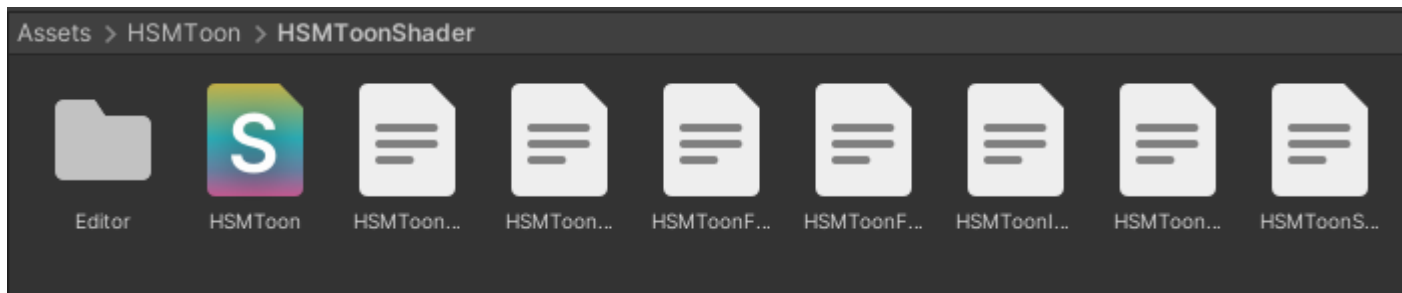 Assets > HSMToon > HSMToonShader
S
Editor
HSMToon
HSMToon...
HSMToon...
HSMToonF...
HSMToonF...
HSMToonI...
HSMToon...
HSMToonS...